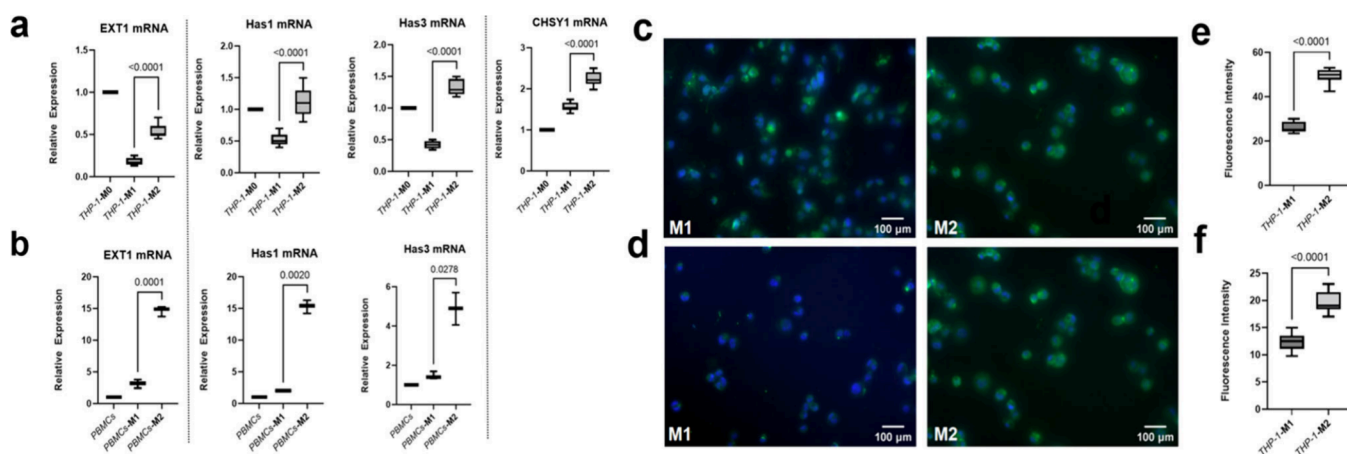 a
EXT1 mRNA
Relative Expression
1.5
1.0
0.5
0.0
<0.0001
THP-1-M0
THP-1-M1
THP-1-M2
Has1 mRNA
Relative Expression
2.0
1.5
1.0
0.5
0.0
<0.0001
THP-1-M0
THP-1-M1
THP-1-M2
Has3 mRNA
Relative Expression
2.0
1.5
1.0
0.5
0.0
<0.0001
THP-1-M0
THP-1-M1
THP-1-M2
CHSY1 mRNA
Relative Expression
3
2
1
0
<0.0001
THP-1-M0
THP-1-M1
THP-1-M2
b
EXT1 mRNA
Relative Expression
20
15
10
5
0
0.0001
PBMCs
PBMCs-M1
PBMCs-M2
Has1 mRNA
Relative Expression
20
15
10
5
0
0.0020
PBMCs
PBMCs-M1
PBMCs-M2
Has3 mRNA
Relative Expression
8
6
4
2
0
0.0278
PBMCs
PBMCs-M1
PBMCs-M2
c
M1
100 µm
M2
100 µm
d
d
M1
100 µm
M2
100 µm
e
Fluorescence Intensity
60
40
20
0
<0.0001
THP-1-M1
THP-1-M2
f
Fluorescence Intensity
25
20
15
10
5
0
<0.0001
THP-1-M1
THP-1-M2